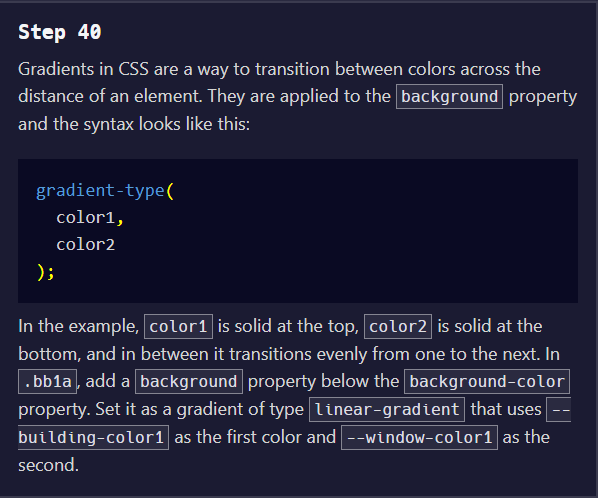 Step 40
Gradients in CSS are a way to transition between colors across the
distance of an element. They are applied to the background property
and the syntax looks like this:
gradient-type(
color1,
color2
);
In the example, color1 is solid at the top, color2 is solid at the
bottom, and in between it transitions evenly from one to the next. In
.bb1a, add a background property below the background-color
property. Set it as a gradient of type linear-gradient that uses --
building-color1 as the first color and --window-color1 as the
second.